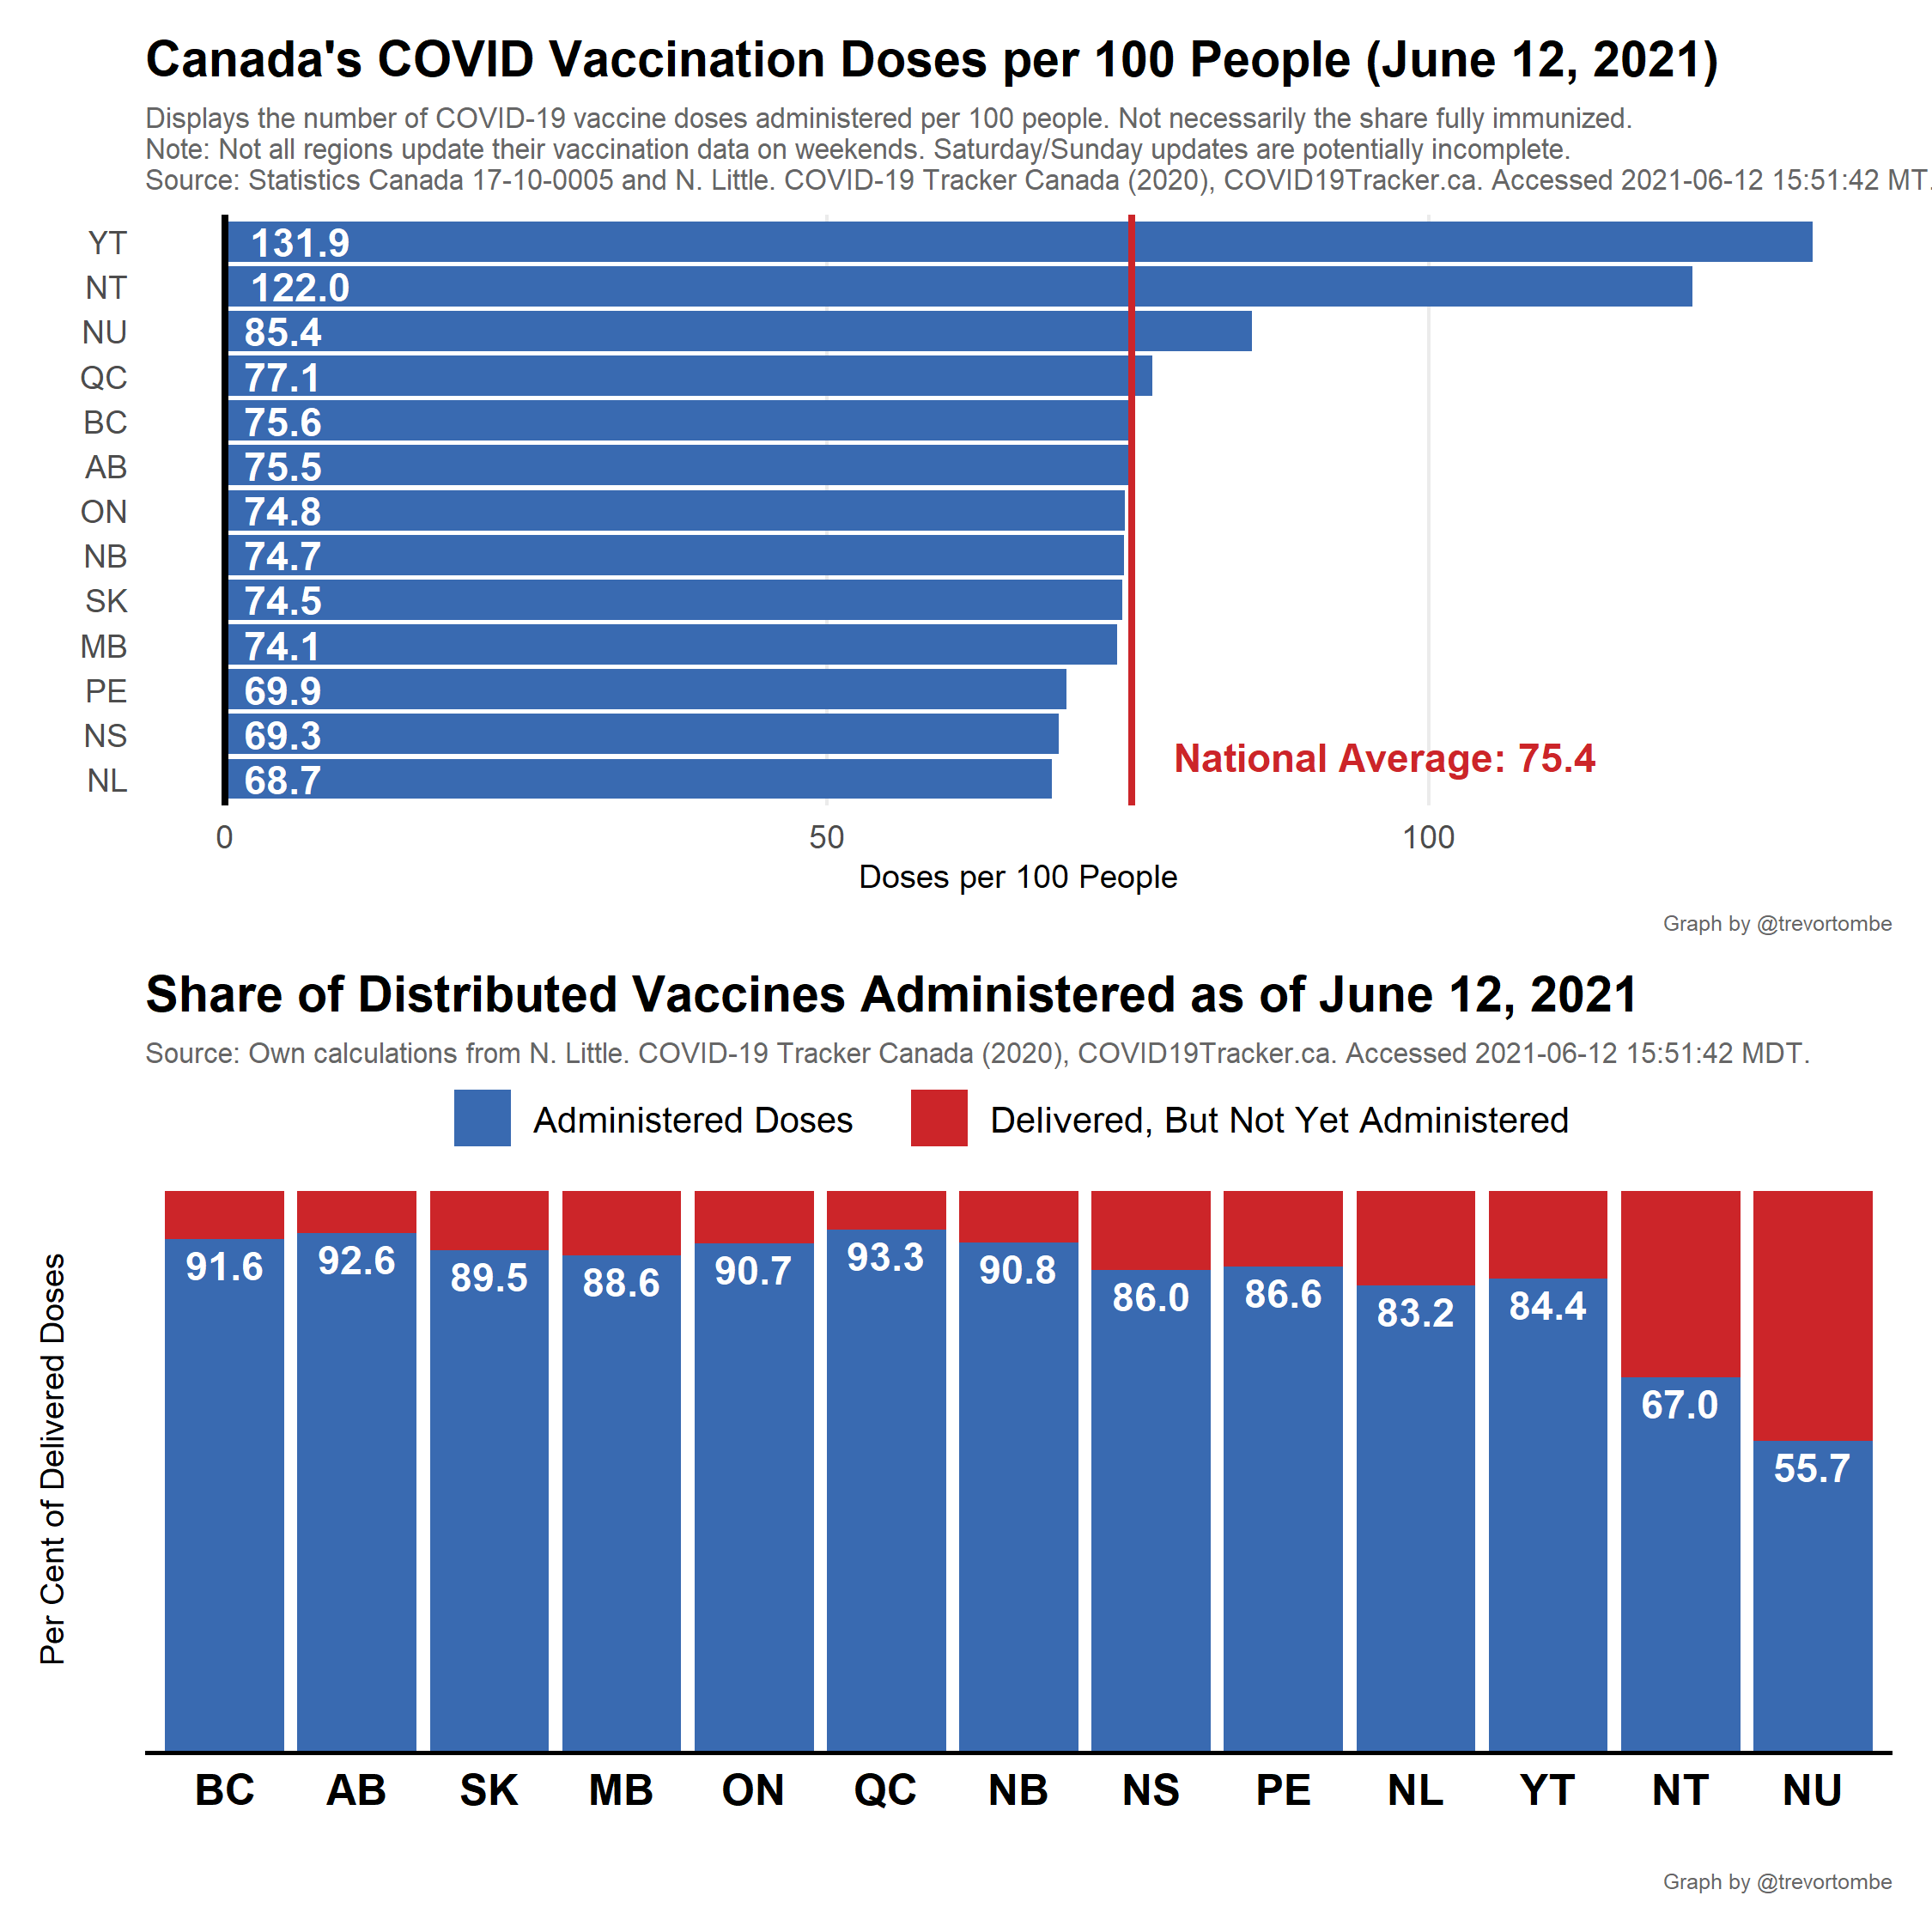 Canada's COVID Vaccination Doses per 100 People (June 12, 2021)
Displays the number of COVID-19 vaccine doses administered per 100 people. Not necessarily the share fully immunized.
Note: Not all regions update their vaccination data on weekends. Saturday/Sunday updates are potentially incomplete.
Source: Statistics Canada 17-10-0005 and N. Little. COVID-19 Tracker Canada (2020), COVID19Tracker.ca. Accessed 2021-06-12 15:51:42 MT.
YT 131.9
NT 122.0
NU 85.4
QC 77.1
BC 75.6
AB 75.5
ON 74.8
NB 74.7
SK 74.5
MB 74.1
PE 69.9
NS 69.3
National Average: 75.4
NL 68.7
0 50 100
Doses per 100 People
Graph by @trevortombe
Share of Distributed Vaccines Administered as of June 12, 2021
Source: Own calculations from N. Little. COVID-19 Tracker Canada (2020), COVID19Tracker.ca. Accessed 2021-06-12 15:51:42 MDT.
Administered Doses Delivered, But Not Yet Administered
Per Cent of Delivered Doses
91.6 92.6 89.5 88.6 90.7 93.3 90.8 86.0 86.6 83.2 84.4 67.0 55.7
BC AB SK MB ON QC NB NS PE NL YT NT NU
Graph by @trevortombe